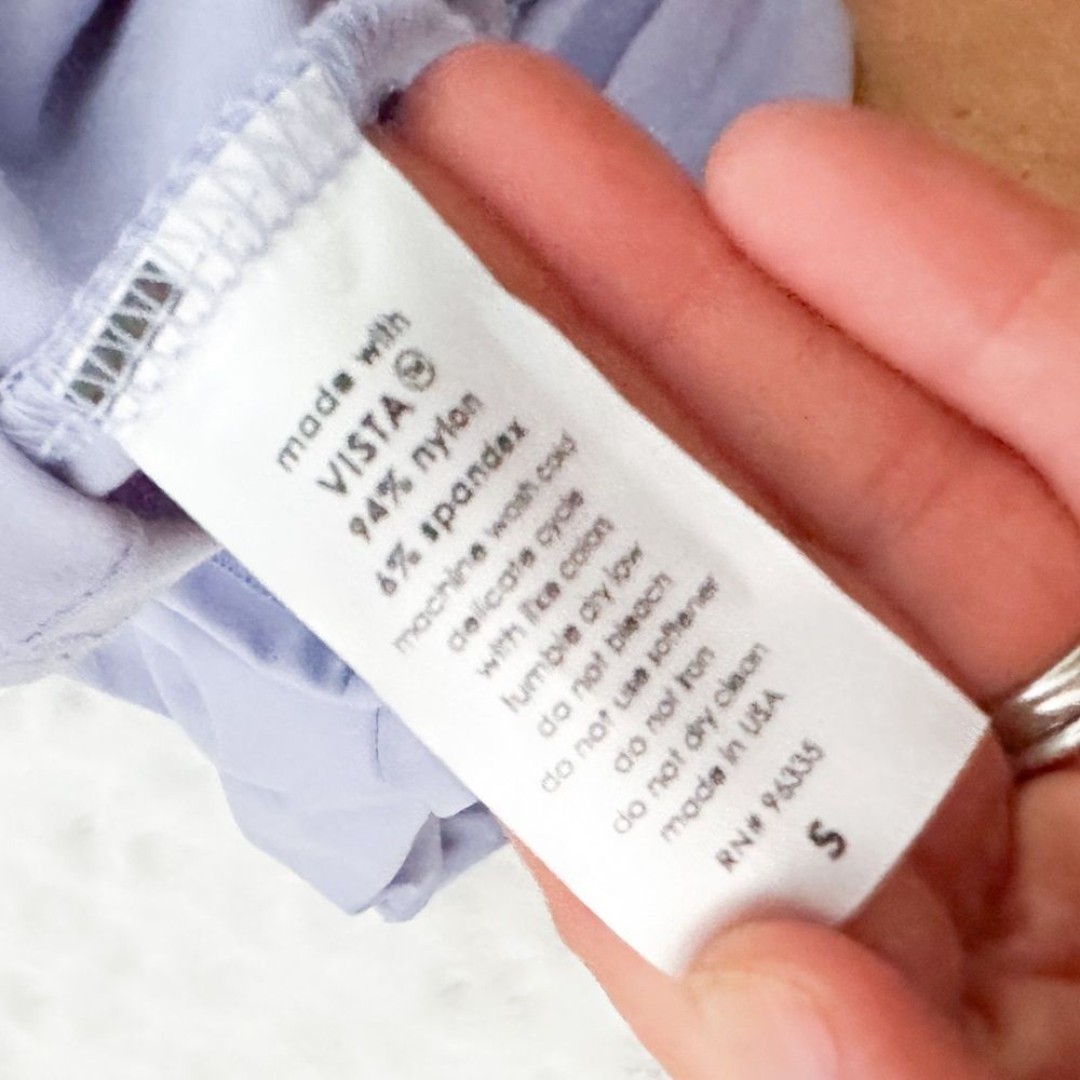 made with
VISTA
94% nylon
6% spandex
machine wash cold
delicate cycle
with like colors
tumble dry low
do not bleach
do not use softener
do not iron
do not dry clean
made in USA
RN# 96335
S